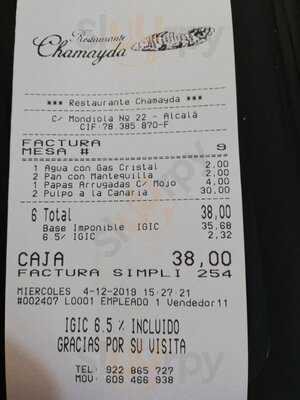 Restaurante
Chamayda
*** Restaurante Chamayda ***
C/ Mondiola No 22 - Alcalá
CIF:78 385 870-F
FACTURA
MESA # 9
1 Agua con Gas Cristal 2,00
2 Pan con Mantequilla 2,00
1 Papas Arrugadas C/ Mojo 4,00
2 Pulpo a la Canaria 30,00
6 Total 38,00
Base Imponible IGIC 35,68
6.5% IGIC 2,32
CAJA 38,00
FACTURA SIMPLI 254
MIERCOLES 4-12-2019 15:27:21
#002407 L0001 EMPLEADO 1 Vendedor11
IGIC 6.5 % INCLUIDO
GRACIAS POR SU VISITA
TEL: 922 865 727
MOV: 609 466 938